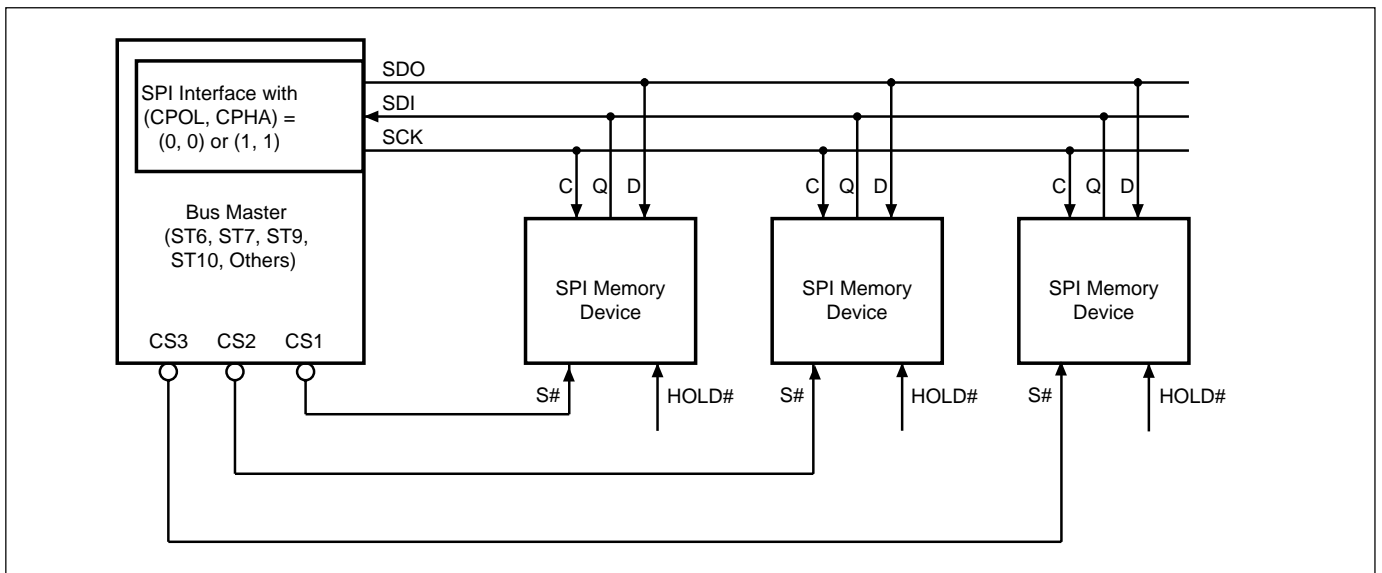 SDO
SPI Interface with
(CPOL, CPHA) =
(0, 0) or (1, 1)
SDI
SCK
C Q D
C Q D
C Q D
Bus Master
(ST6, ST7, ST9,
ST10, Others)
SPI Memory
Device
SPI Memory
Device
SPI Memory
Device
CS3 CS2 CS1
S# HOLD#
S# HOLD#
S# HOLD#